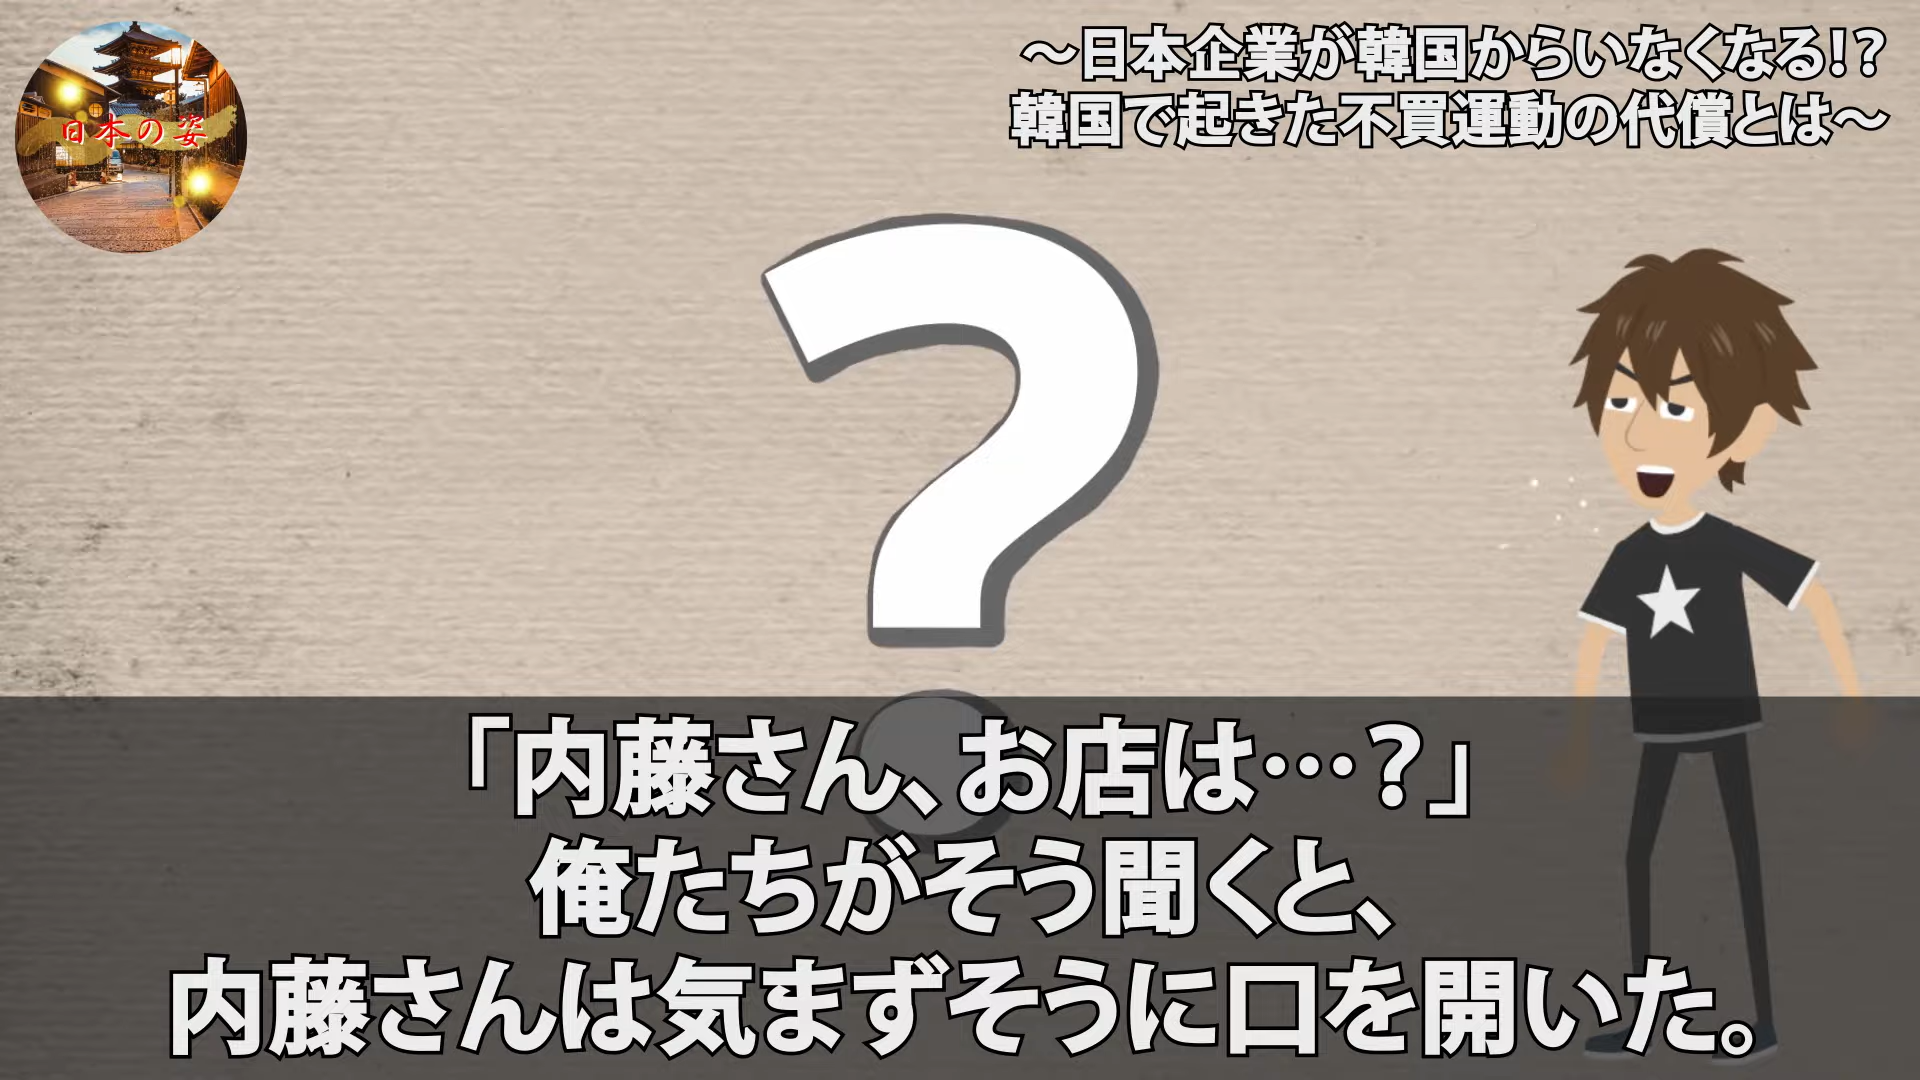 日本の姿
～日本企業が韓国からいなくなる!?
韓国で起きた不買運動の代償とは～
「内藤さん、お店は…?」
俺たちがそう聞くと、
内藤さんは気まずそうに口を開いた。